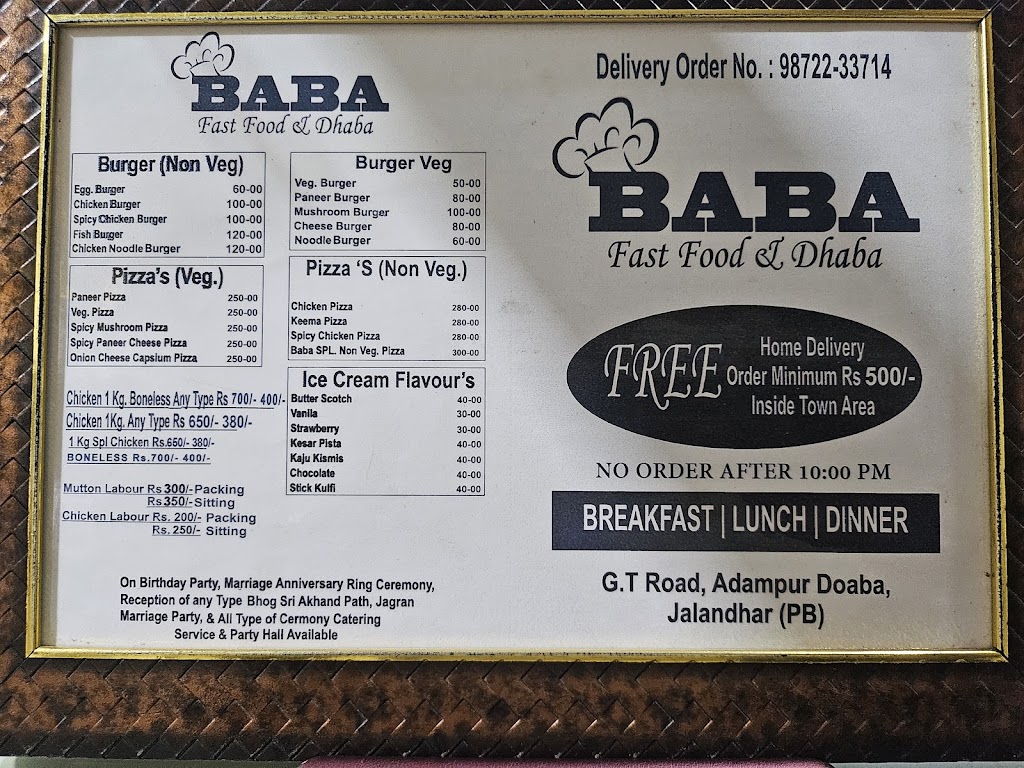 BABA
Fast Food & Dhaba
Burger (Non Veg)
Egg. Burger 60-00
Chicken Burger 100-00
Spicy Chicken Burger 100-00
Fish Burger 120-00
Chicken Noodle Burger 120-00
Burger Veg
Veg. Burger 50-00
Paneer Burger 80-00
Mushroom Burger 100-00
Cheese Burger 80-00
Noodle Burger 60-00
Pizza's (Veg.)
Paneer Pizza 250-00
Veg. Pizza 250-00
Spicy Mushroom Pizza 250-00
Spicy Paneer Cheese Pizza 250-00
Onion Cheese Capsium Pizza 250-00
Pizza 'S (Non Veg.)
Chicken Pizza 280-00
Keema Pizza 280-00
Spicy Chicken Pizza 280-00
Baba SPL. Non Veg. Pizza 300-00
Chicken 1 Kg. Boneless Any Type Rs 700/- 400/-
Chicken 1Kg. Any Type Rs 650/- 380/-
1 Kg Spl Chicken Rs.660/- 380/-
BONELESS Rs.700/- 400/-
Mutton Labour Rs 300/- Packing
Rs 350/- Sitting
Chicken Labour Rs. 200/- Packing
Rs. 250/- Sitting
Ice Cream Flavour's
Butter Scotch 40-00
Vanila 30-00
Strawberry 30-00
Kesar Pista 40-00
Kaju Kismis 40-00
Chocolate 40-00
Stick Kulfi 40-00
On Birthday Party, Marriage Anniversary Ring Ceremony,
Reception of any Type Bhog Sri Akhand Path, Jagran
Marriage Party, & All Type of Cermony Catering
Service & Party Hall Available
Delivery Order No. : 98722-33714
BABA
Fast Food & Dhaba
FREE
Home Delivery
Order Minimum Rs 500/-
Inside Town Area
NO ORDER AFTER 10:00 PM
BREAKFAST | LUNCH | DINNER
G.T Road, Adampur Doaba,
Jalandhar (PB)